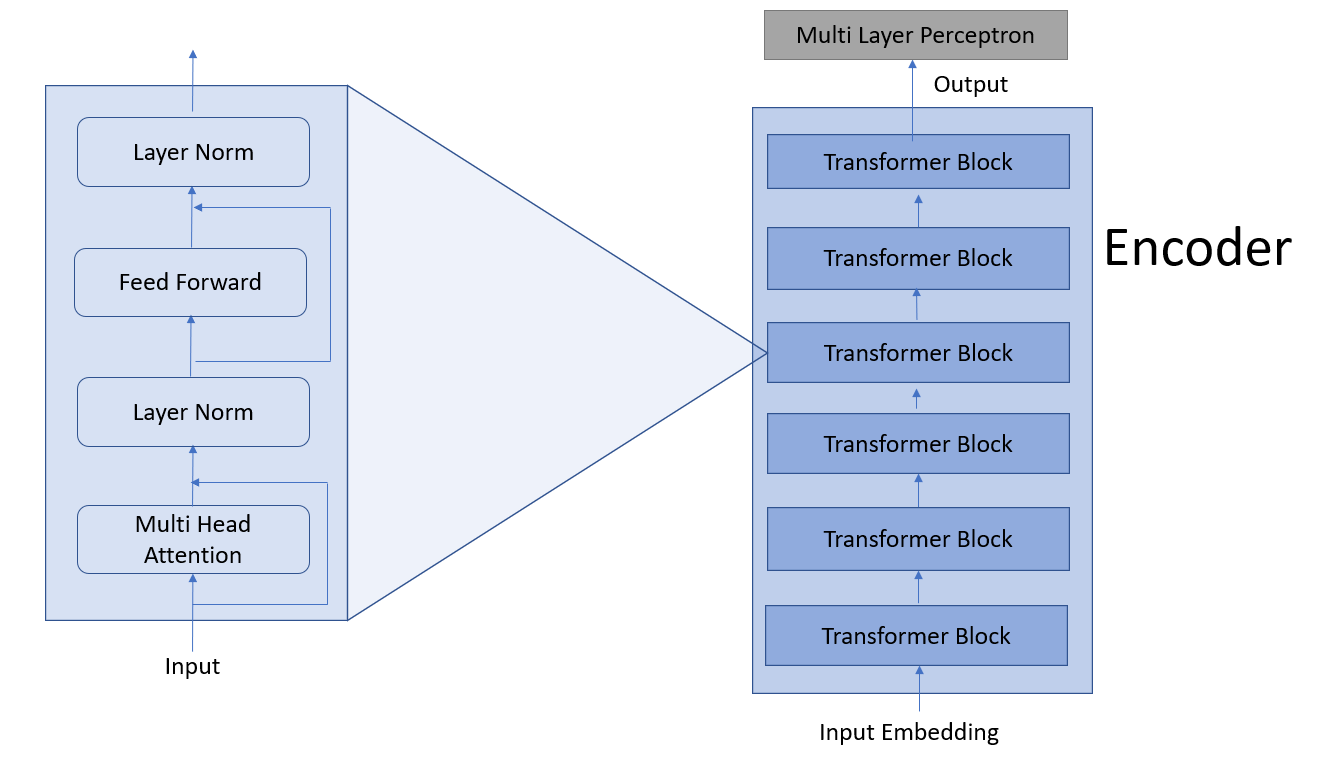 Layer Norm
Feed Forward
Layer Norm
Multi Head
Attention
Input
Multi Layer Perceptron
Output
Transformer Block
Transformer Block
Transformer Block
Transformer Block
Transformer Block
Transformer Block
Input Embedding
Encoder